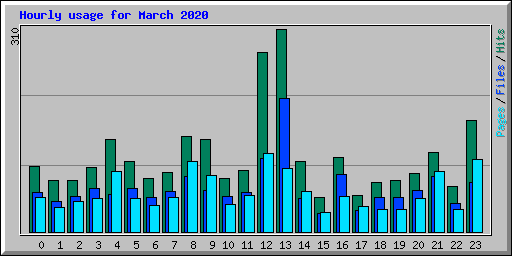 Hourly usage for March 2020
310
Pages/Files/Hits
0 1 2 3 4 5 6 7 8 9 10 11 12 13 14 15 16 17 18 19 20 21 22 23